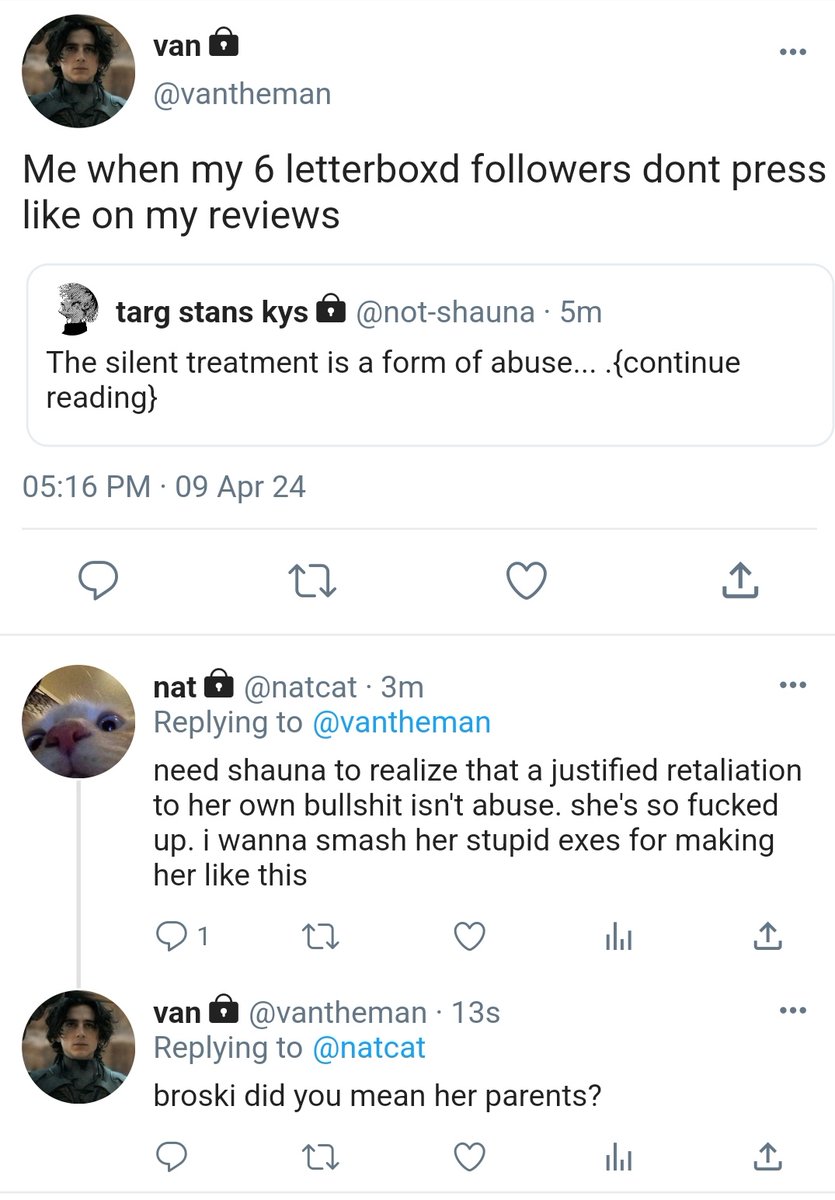 van
@vantheman
Me when my 6 letterboxd followers dont press
like on my reviews
targ stans kys @not-shauna · 5m
The silent treatment is a form of abuse... .{continue
reading}
05:16 PM · 09 Apr 24
nat @natcat · 3m
Replying to @vantheman
need shauna to realize that a justified retaliation
to her own bullshit isn't abuse. she's so fucked
up. i wanna smash her stupid exes for making
her like this
1
van @vantheman · 13s
Replying to @natcat
broski did you mean her parents?